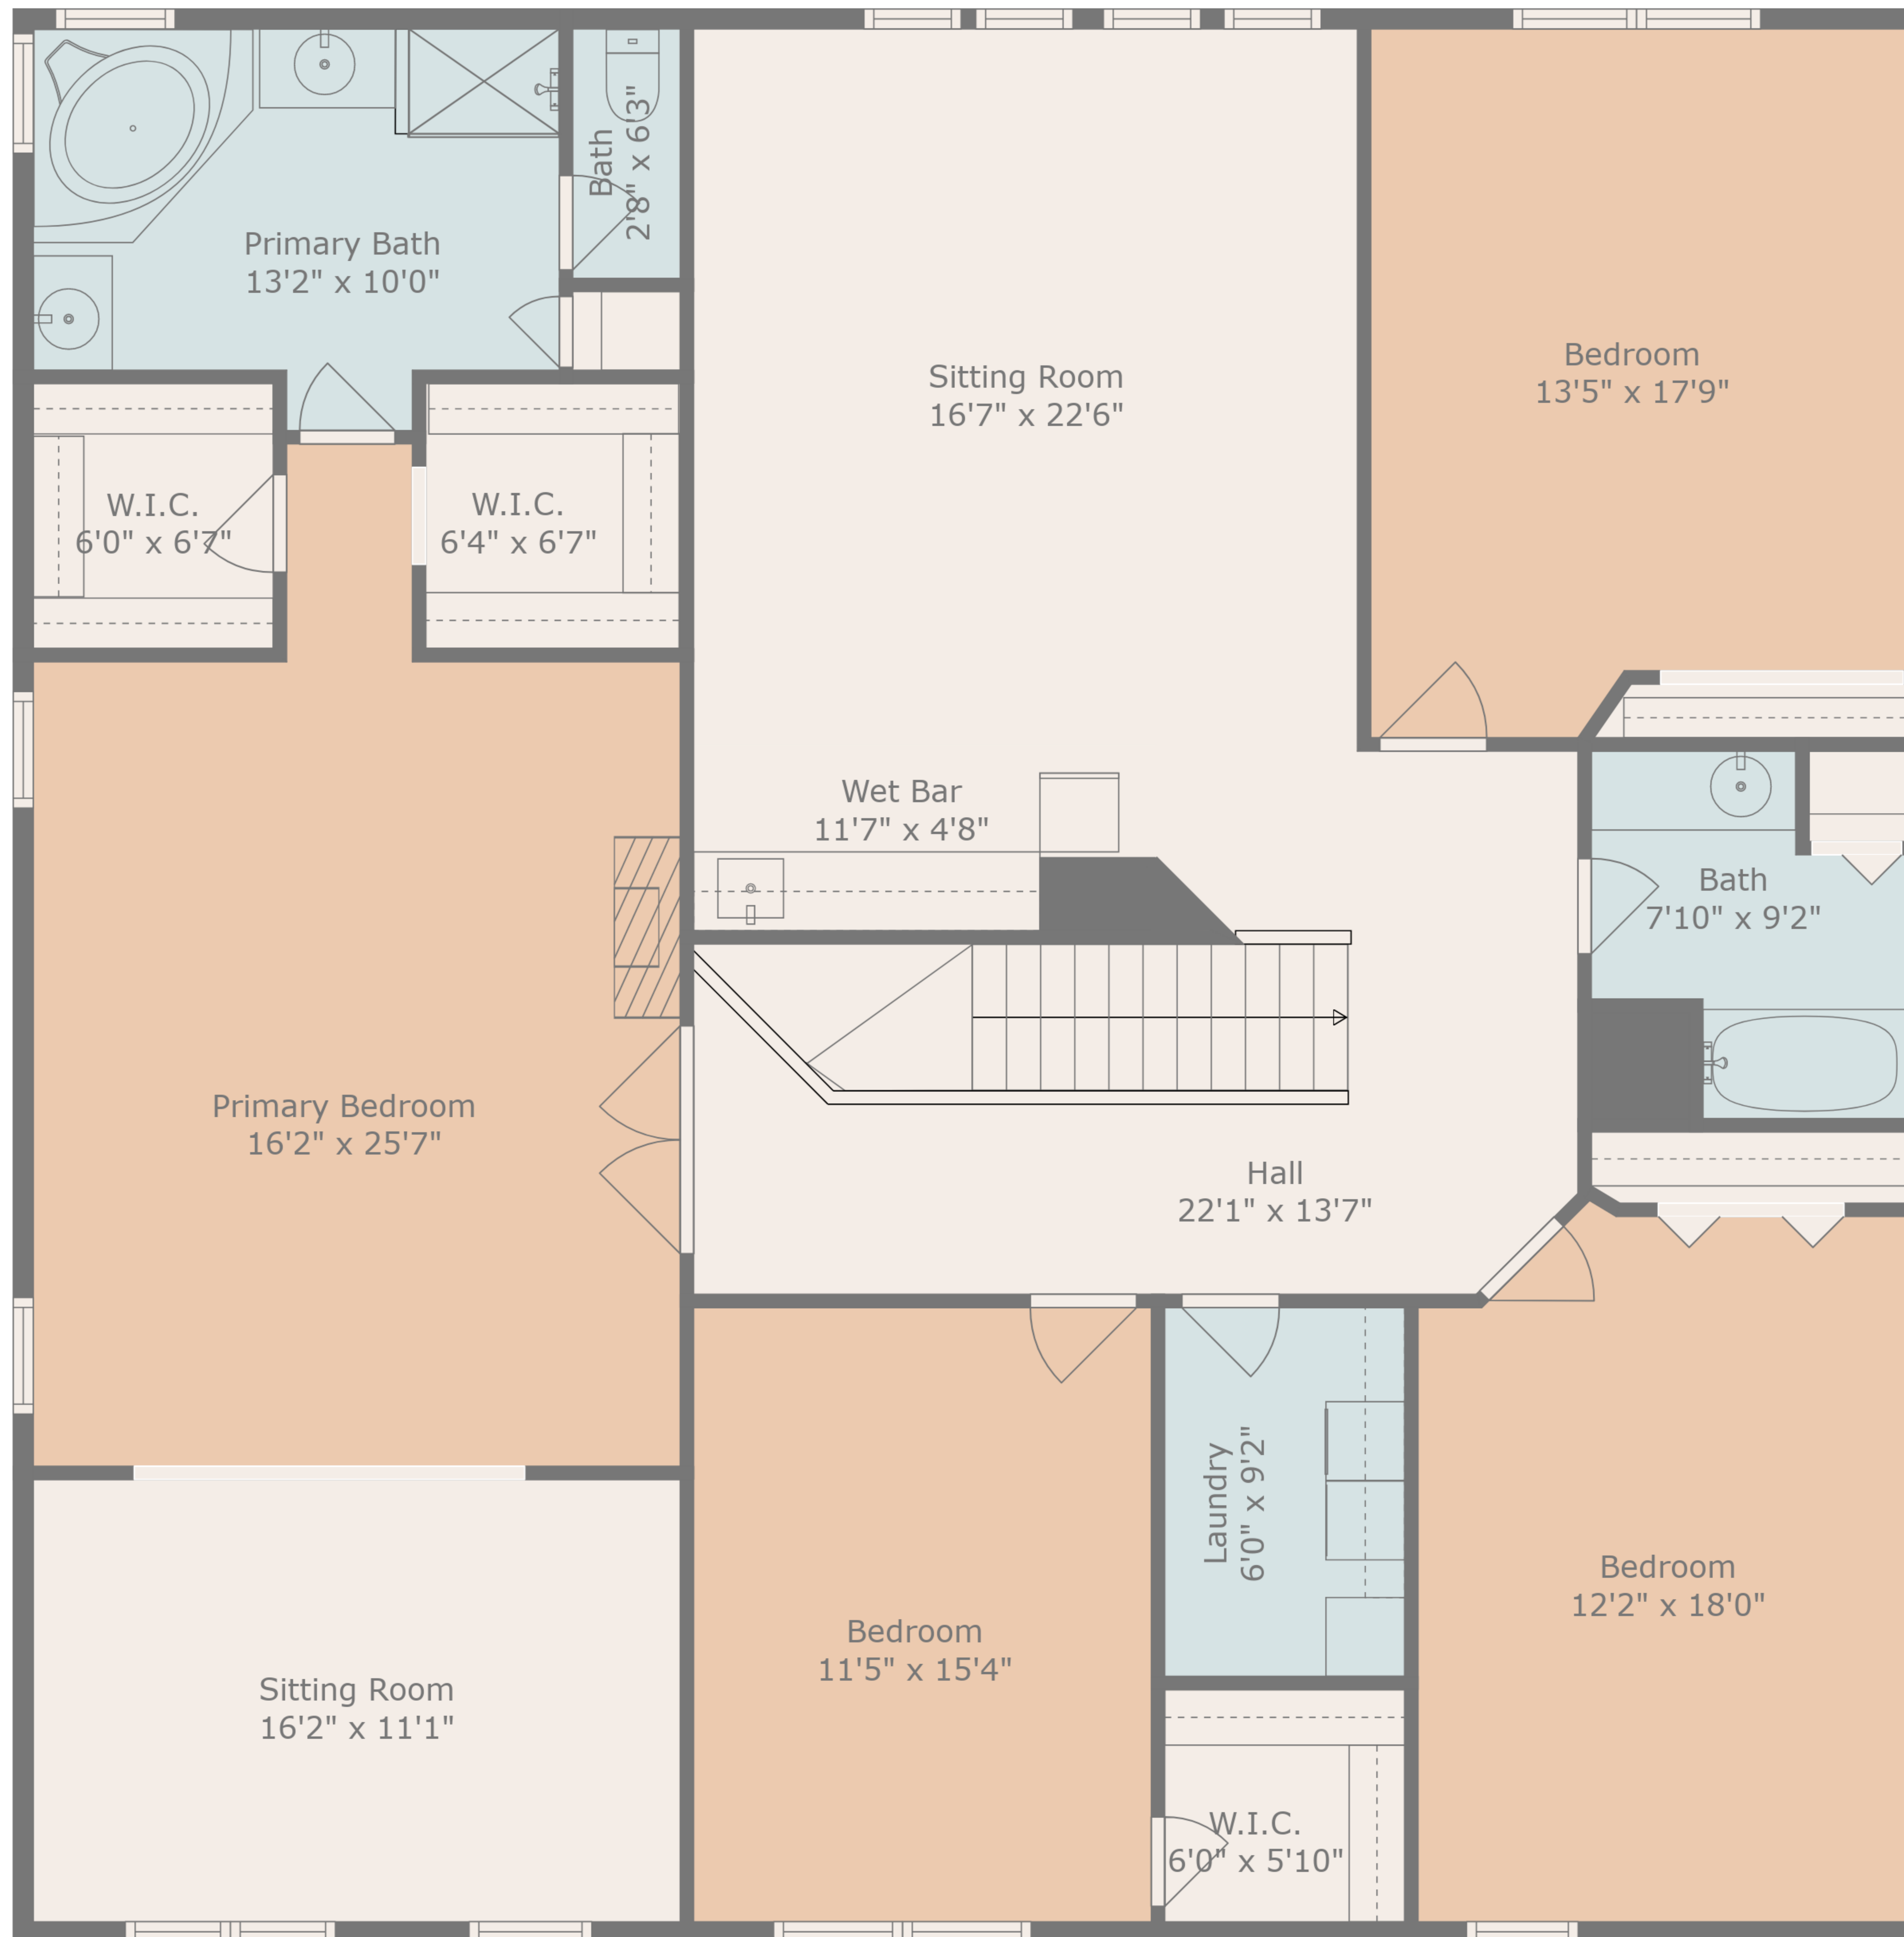 Bath
2'8" x 6'3"
Primary Bath
13'2" x 10'0"
Sitting Room
16'7" x 22'6"
Bedroom
13'5" x 17'9"
W.I.C.
6'0" x 6'7"
W.I.C.
6'4" x 6'7"
Wet Bar
11'7" x 4'8"
Bath
7'10" x 9'2"
Primary Bedroom
16'2" x 25'7"
Hall
22'1" x 13'7"
Laundry
6'0" x 9'2"
Bedroom
12'2" x 18'0"
Bedroom
11'5" x 15'4"
Sitting Room
16'2" x 11'1"
W.I.C.
6'0" x 5'10"